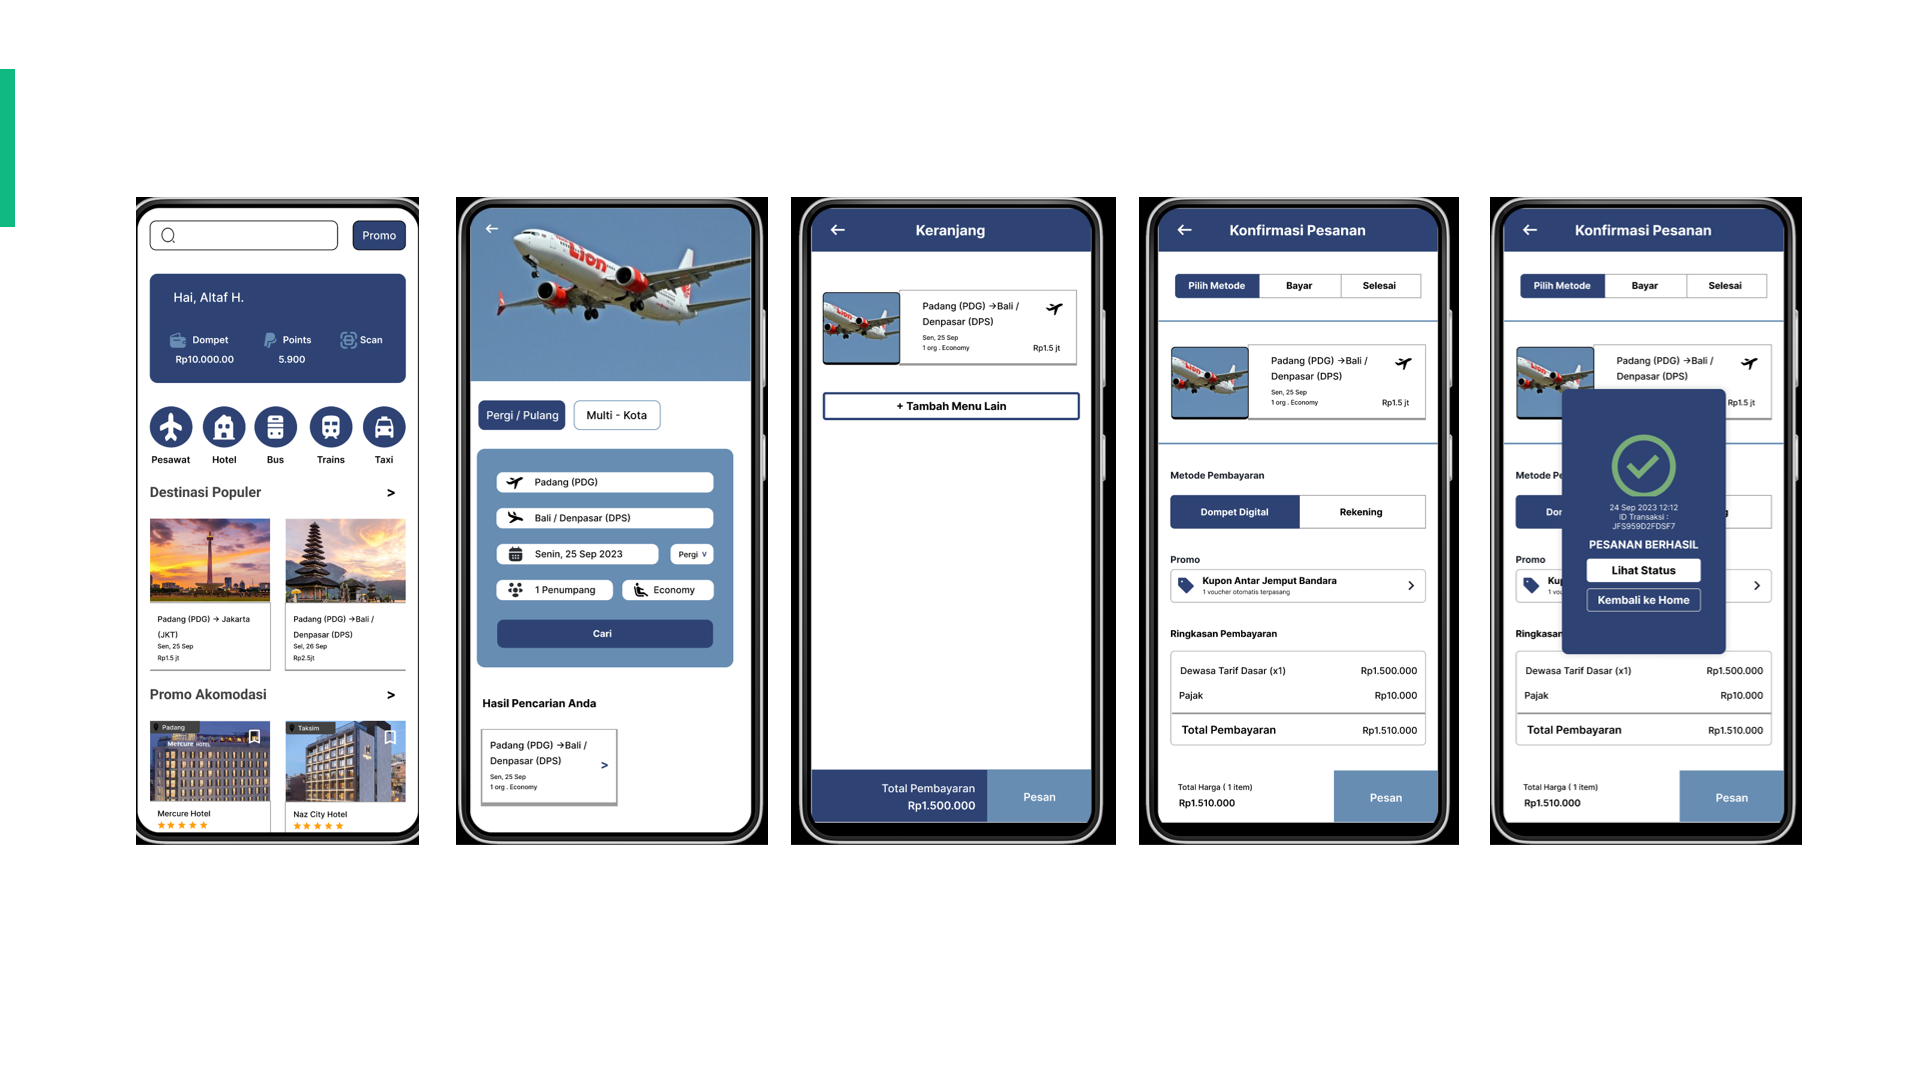 Promo
Hai, Altaf H.
Dompet
Points
Scan
Rp10.000.00
5.900
Pesawat
Hotel
Bus
Trains
Taxi
Destinasi Populer >
Padang (PDG) → Jakarta
(JKT)
Sen, 25 Sep
Rp1.5 jt
Padang (PDG) →Bali /
Denpasar (DPS)
Sel, 26 Sep
Rp2.5jt
Promo Akomodasi >
Padang
Mercure HOTEL
Mercure Hotel
Taksim
Naz City Hotel
Lion
Pergi / Pulang
Multi - Kota
Padang (PDG)
Bali / Denpasar (DPS)
Senin, 25 Sep 2023
Pergi v
1 Penumpang
Economy
Cari
Hasil Pencarian Anda
Padang (PDG) →Bali /
Denpasar (DPS)
Sen, 25 Sep
1 org . Economy
>
Keranjang
Lion
Padang (PDG) →Bali /
Denpasar (DPS)
Sen, 25 Sep
1 org . Economy
Rp1.5 jt
+ Tambah Menu Lain
Total Pembayaran
Rp1.500.000
Pesan
Konfirmasi Pesanan
Pilih Metode
Bayar
Selesai
Lion
Padang (PDG) →Bali /
Denpasar (DPS)
Sen, 25 Sep
1 org . Economy
Rp1.5 jt
Metode Pembayaran
Dompet Digital
Rekening
Promo
Kupon Antar Jemput Bandara
1 voucher otomatis terpasang
Ringkasan Pembayaran
Dewasa Tarif Dasar (x1)
Rp1.500.000
Pajak
Rp10.000
Total Pembayaran
Rp1.510.000
Total Harga ( 1 item)
Rp1.510.000
Pesan
Konfirmasi Pesanan
Pilih Metode
Bayar
Selesai
Lion
Padang (PDG) →Bali /
Denpasar (DPS)
Rp1.5 jt
Metode Pe
Dor
g
Promo
Kup
1 vou
Ringkasan
24 Sep 2023 12:12
ID Transaksi :
JFS959D2FDSF7
PESANAN BERHASIL
Lihat Status
Kembali ke Home
Dewasa Tarif Dasar (x1)
Rp1.500.000
Pajak
Rp10.000
Total Pembayaran
Rp1.510.000
Total Harga ( 1 item)
Rp1.510.000
Pesan